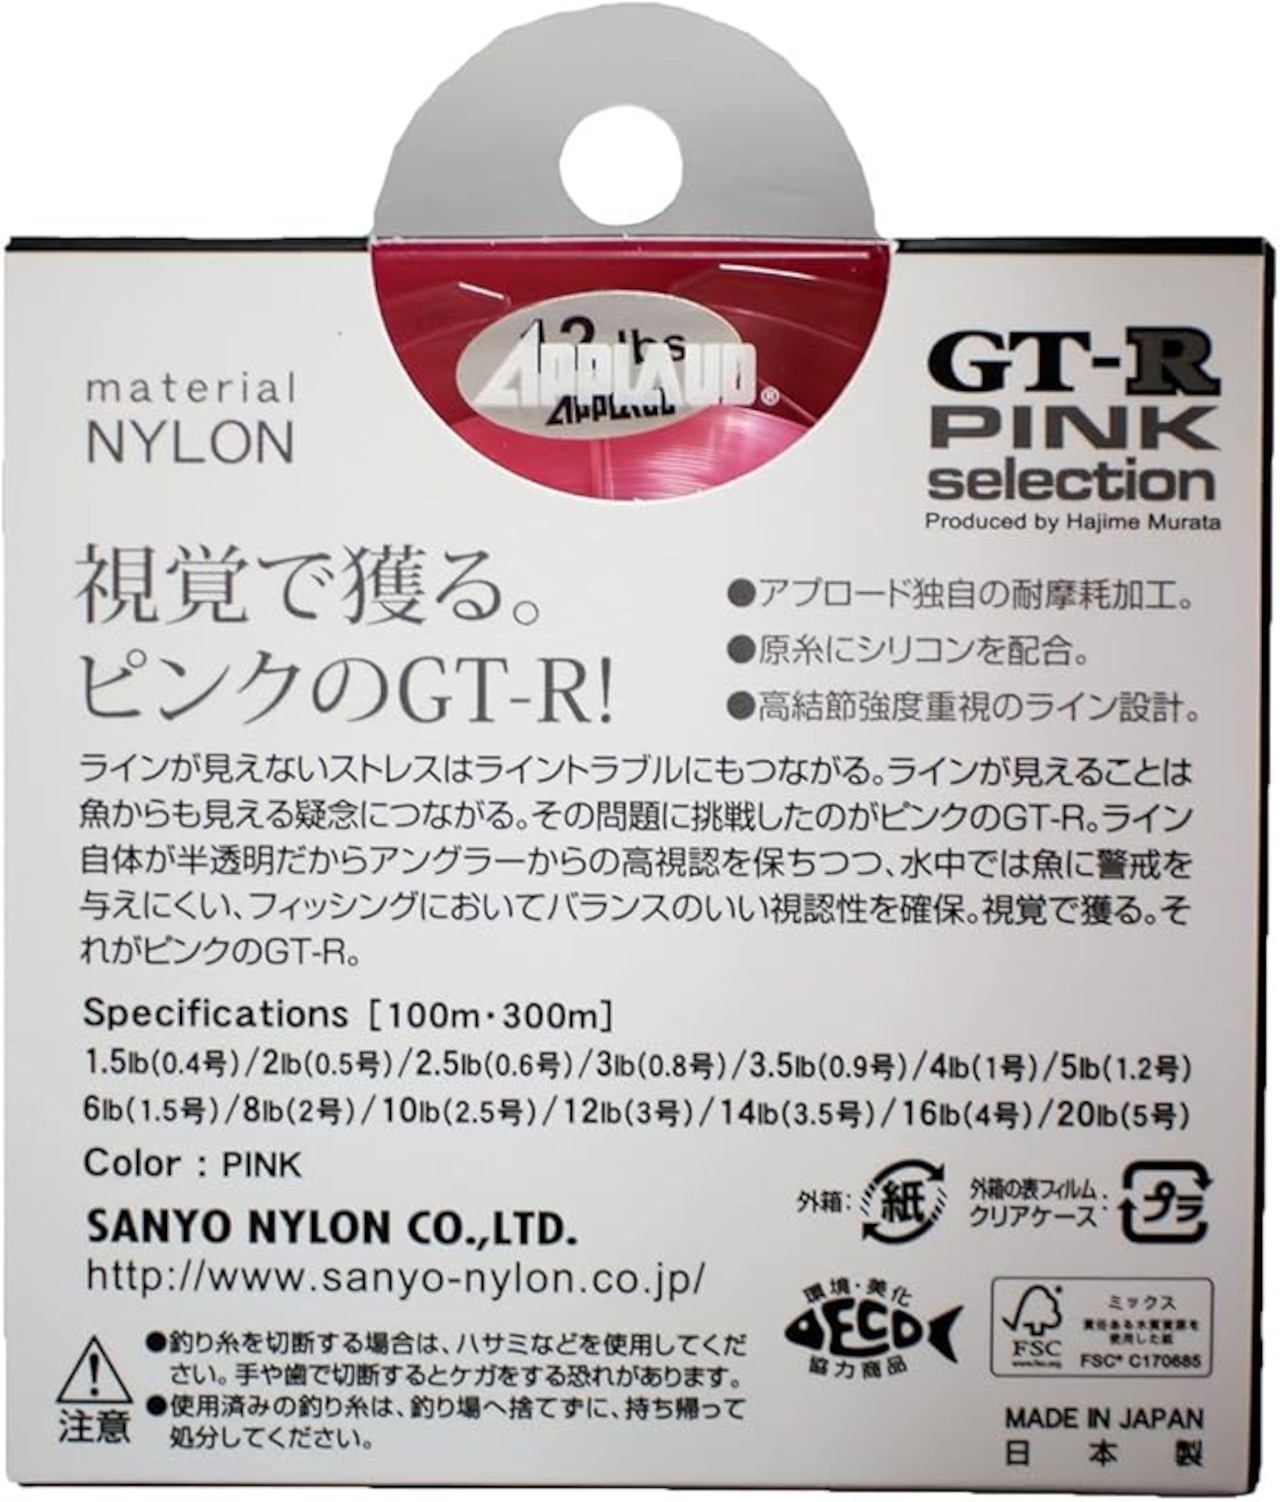 12 lbs
APPLAUD®
APPLAUD
material
NYLON
GT-R
PINK
selection
Produced by Hajime Murata
視覚で獲る。
ピンクのGT-R!
●アプロード独自の耐摩耗加工。
●原糸にシリコンを配合。
●高結節強度重視のライン設計。
ラインが見えないストレスはライントラブルにもつながる。ラインが見えることは
魚からも見える疑念につながる。その問題に挑戦したのがピンクのGT-R。ライン
自体が半透明だからアングラーからの高視認を保ちつつ、水中では魚に警戒を
与えにくい、フィッシングにおいてバランスのいい視認性を確保。視覚で獲る。そ
れがピンクのGT-R。
Specifications [100m・300m]
1.5lb(0.4号)/2lb(0.5号)/2.5lb(0.6号)/3lb(0.8号)/3.5lb(0.9号)/4lb(1号)/5lb(1.2号)
6lb(1.5号)/8lb(2号)/10lb(2.5号)/12lb(3号)/14lb(3.5号)/16lb(4号)/20lb(5号)
Color : PINK
SANYO NYLON CO.,LTD.
http://www.sanyo-nylon.co.jp/
外箱: 紙
外箱の表フィルム、
クリアケース: プラ
環境・美化
ECO
協力商品
FSC
www.fsc.org
ミックス
責任ある木質資源を
使用した紙
FSC® C170685
注意
●釣り糸を切断する場合は、ハサミなどを使用してくだ
さい。手や歯で切断するとケガをする恐れがあります。
●使用済みの釣り糸は、釣り場へ捨てずに、持ち帰って
処分してください。
MADE IN JAPAN
日本製